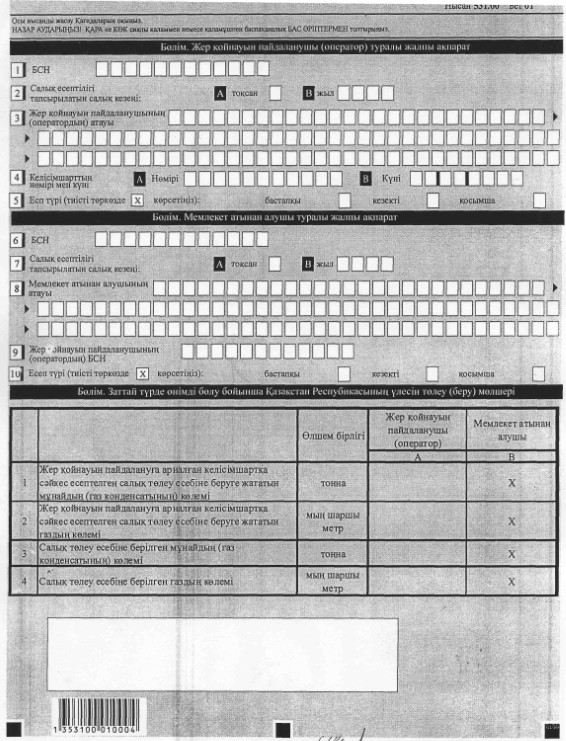 Нысан 531.00 Бет 01
Осы нысанды жасау Қағидаларын оқыңыз.
НАЗАР АУДАРЫҢЫЗ! ҚАРА не КӨК сиялы қаламмен немесе қаламұшпен баспаханалық БАС ӘРІПТЕРМЕН толтырыңыз.
Бөлім. Жер қойнауын пайдаланушы (оператор) туралы жалпы ақпарат
1 БСН
2 Салық есептілігі тапсырылатын салық кезеңі: A тоқсан B жыл
3 Жер қойнауын пайдаланушының (оператордың) атауы
4 Келісімшарттың нөмірі мен күні A Нөмірі B Күні
5 Есп түрі (тиісті торкөзде X көрсетіңіз): бастапқы кезекті қосымша
Бөлім. Мемлекет атынан алушы туралы жалпы ақпарат
6 БСН
7 Салық есептілігі тапсырылатын салық кезеңі: A тоқсан B жыл
8 Мемлекет атынан алушының атауы
9 Жер қойнауын пайдаланушының (оператордың) БСН
10 Есеп түрі (тиісті торкөзде X көрсетіңіз): бастапқы кезекті қосымша
Бөлім. Заттай түрде өнімді бөлу бойынша Қазақстан Республикасының үлесін төлеу (беру) мөлшері
Өлшем бірлігі
Жер қойнауын пайдаланушы (оператор)
Мемлекет атынан алушы
A B
1 Жер қойнауын пайдалануға арналған келісімшартқа сәйкес есептелген салық төлеу есебіне беруге жататын мұнайдың (газ конденсатының) көлемі тонна X
2 Жер қойнауын пайдалануға арналған келісімшартқа сәйкес есептелген салық төлеу есебіне беруге жататын газдың көлемі мың шаршы метр X
3 Салық төлеу есебіне берілген мұнайдың (газ конденсатының) көлемі тонна X
4 Салық төлеу есебіне берілген газдың көлемі мың шаршы метр X
1 353100 010004